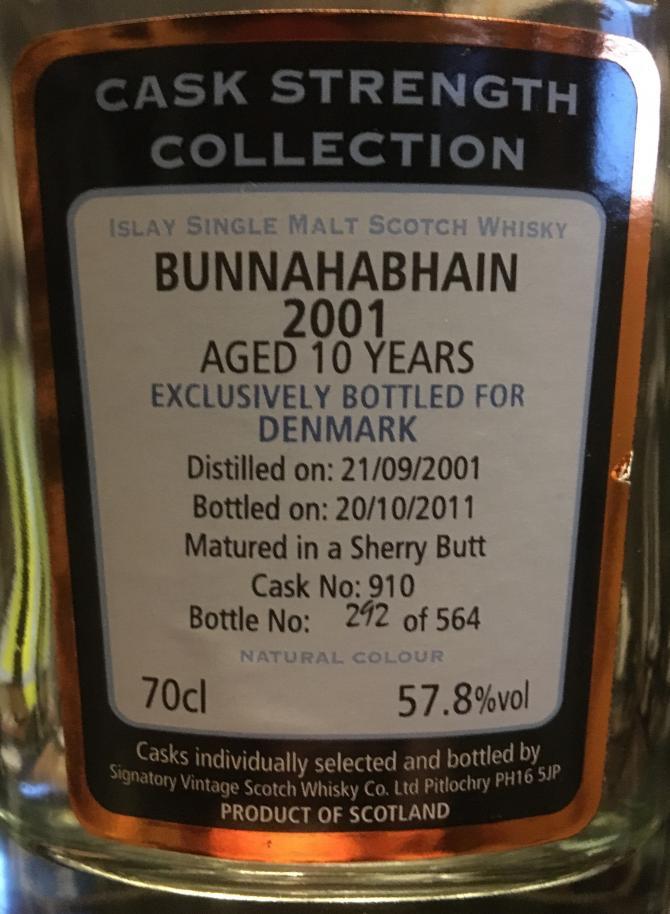 CASK STRENGTH
COLLECTION
ISLAY SINGLE MALT SCOTCH WHISKY
BUNNAHABHAIN
2001
AGED 10 YEARS
EXCLUSIVELY BOTTLED FOR
DENMARK
Distilled on: 21/09/2001
Bottled on: 20/10/2011
Matured in a Sherry Butt
Cask No: 910
Bottle No: 292 of 564
NATURAL COLOUR
70cl 57.8%vol
Casks individually selected and bottled by
Signatory Vintage Scotch Whisky Co. Ltd Pitlochry PH16 5JP
PRODUCT OF SCOTLAND